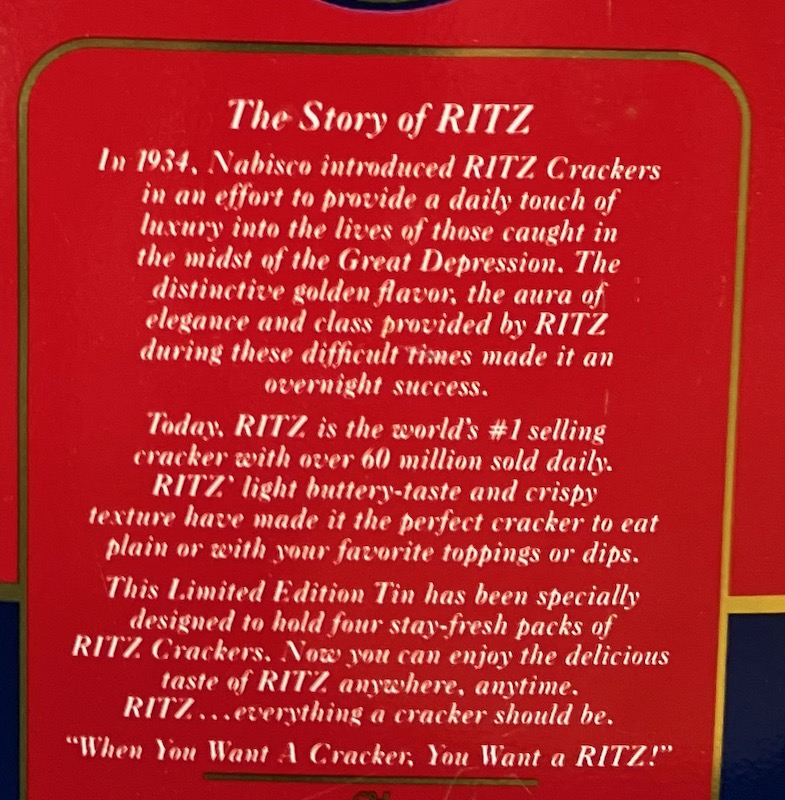 The Story of RITZ
In 1934, Nabisco introduced RITZ Crackers
in an effort to provide a daily touch of
luxury into the lives of those caught in
the midst of the Great Depression. The
distinctive golden flavor, the aura of
elegance and class provided by RITZ
during these difficult times made it an
overnight success.
Today, RITZ is the world's #1 selling
cracker with over 60 million sold daily.
RITZ' light buttery-taste and crispy
texture have made it the perfect cracker to eat
plain or with your favorite toppings or dips.
This Limited Edition Tin has been specially
designed to hold four stay-fresh packs of
RITZ Crackers. Now you can enjoy the delicious
taste of RITZ anywhere, anytime.
RITZ...everything a cracker should be.
"When You Want A Cracker, You Want a RITZ!"